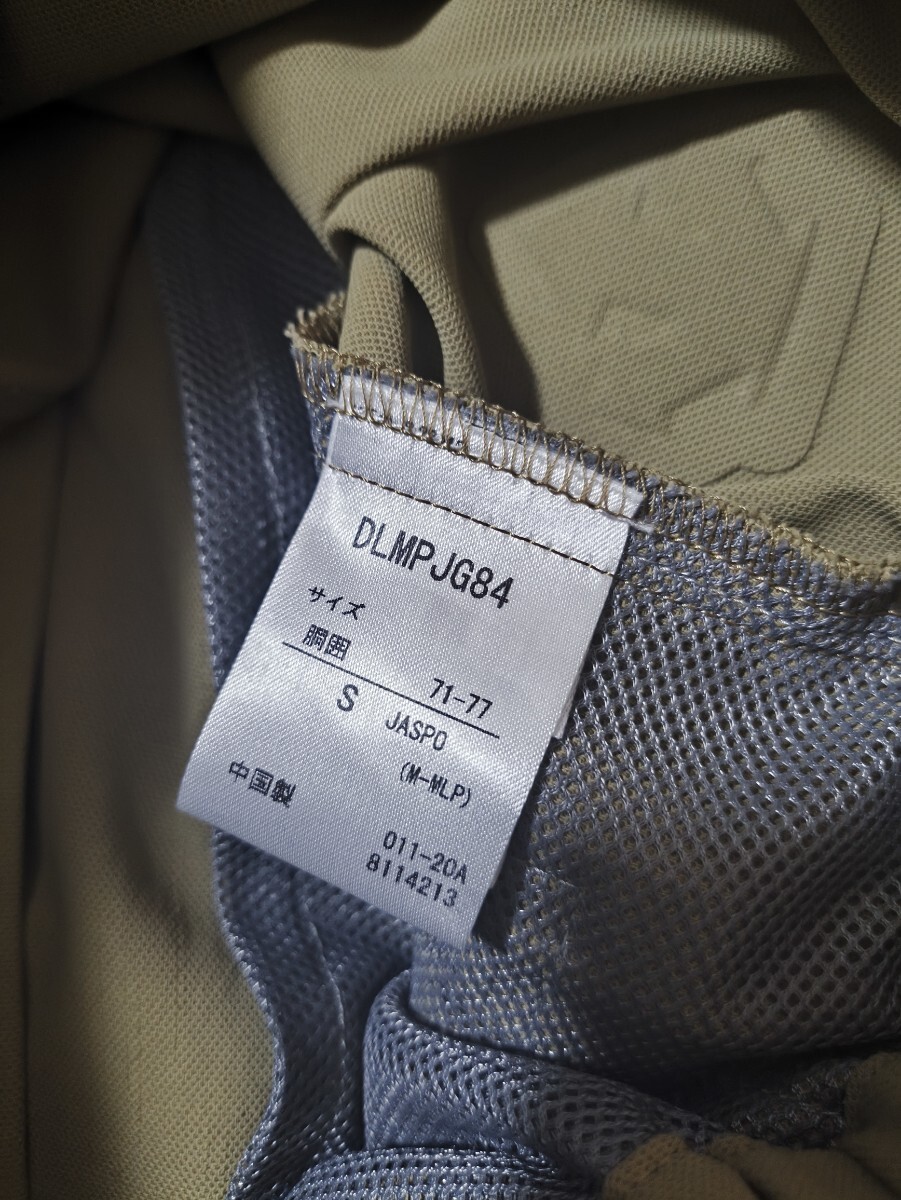 DLMPJG84
サイズ
胴囲 71-77
S JASPO
(M-MLP)
中国製
011-20A
8114213